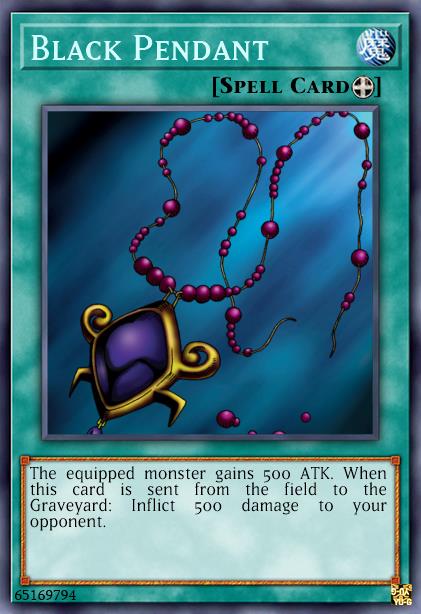 Black Pendant
魔
[Spell Card]
The equipped monster gains 500 ATK. When
this card is sent from the field to the
Graveyard: Inflict 500 damage to your
opponent.
65169794